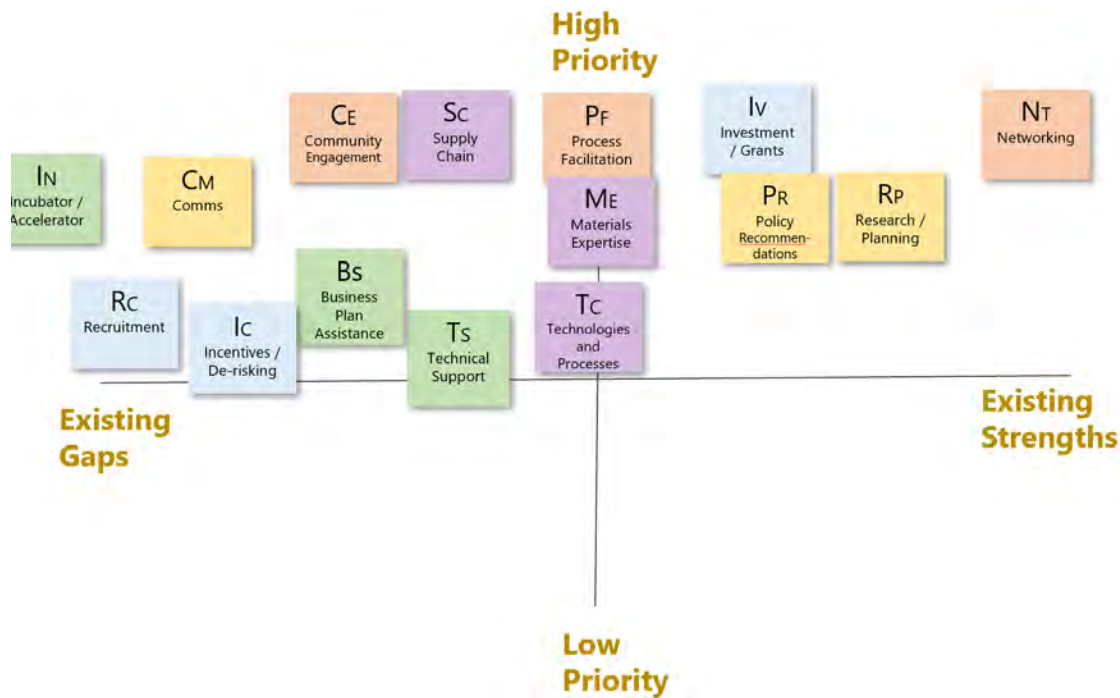 High
Priority
CE
Community
Engagement
SC
Supply
Chain
PF
Process
Facilitation
IV
Investment
/ Grants
NT
Networking
IN
Incubator /
Accelerator
CM
Comms
ME
Materials
Expertise
PR
Policy
Recommen-
dations
RP
Research /
Planning
RC
Recruitment
IC
Incentives /
De-risking
BS
Business
Plan
Assistance
TS
Technical
Support
TC
Technologies
and
Processes
Existing
Gaps
Existing
Strengths
Low
Priority